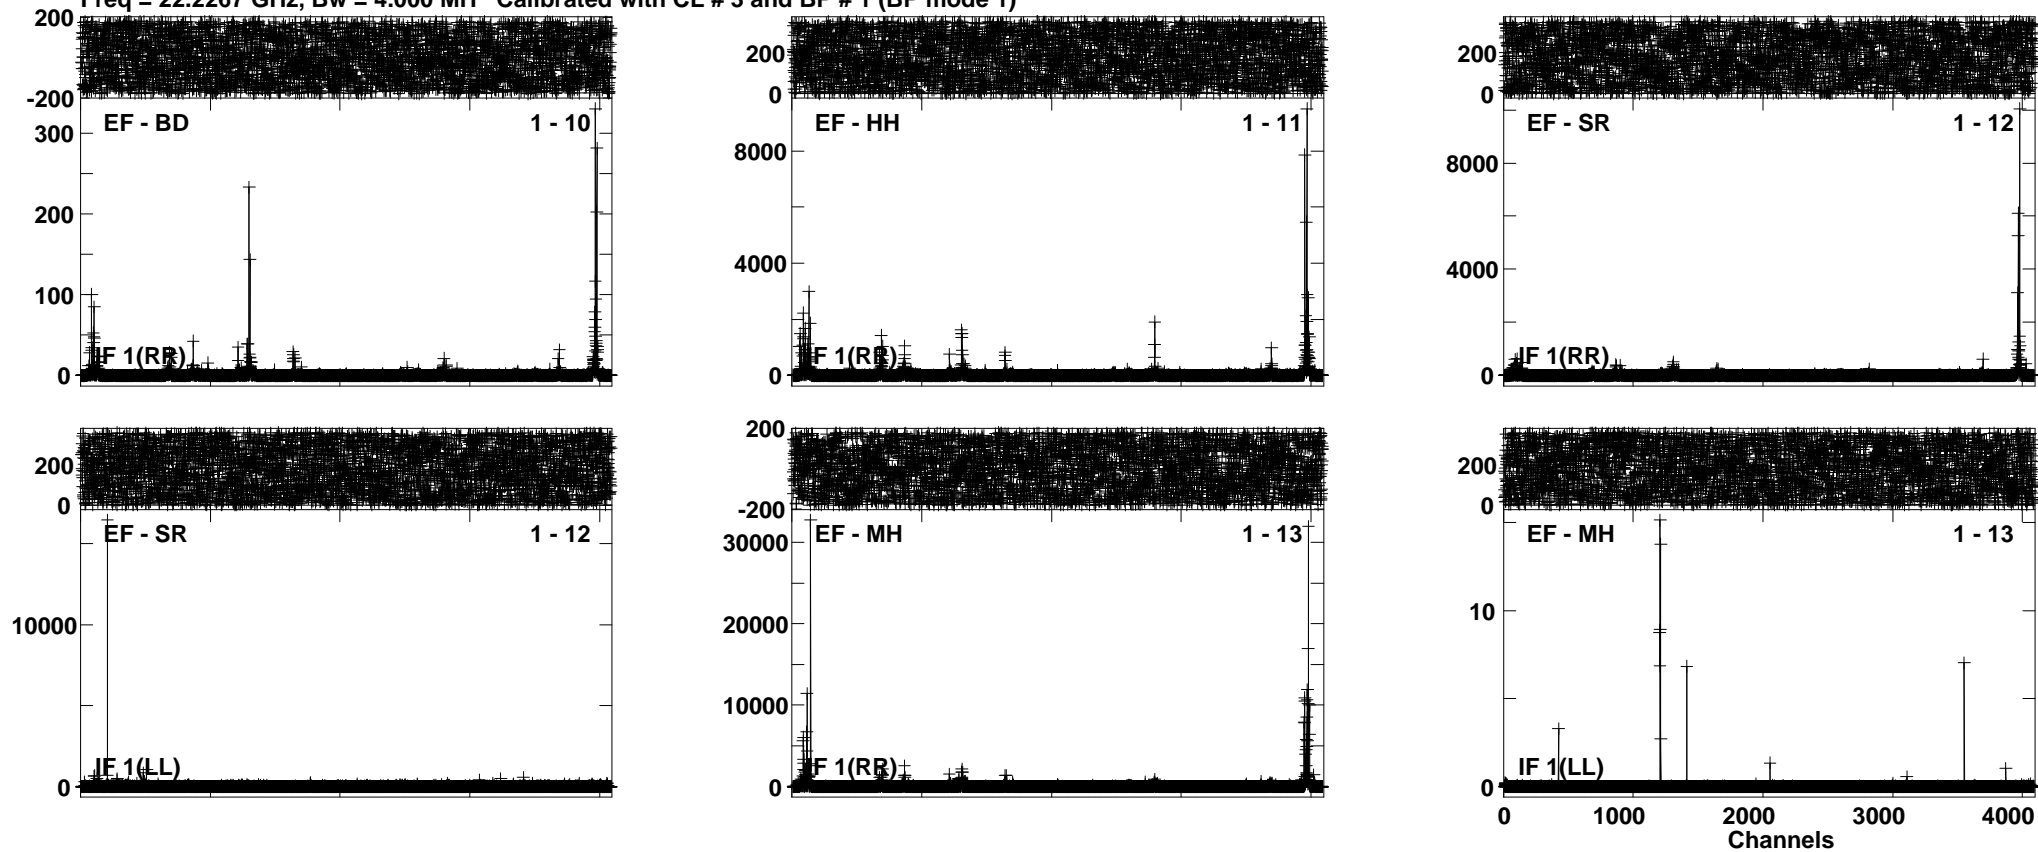 Freq = 22.2267 GHz, Bw = 4.000 MH Calibrated with CL # 3 and BP # 1 (BP mode 1)
200
-200
EF - BD 1 - 10
300
200
100
0
IF 1(RR)
200
0
EF - HH 1 - 11
8000
4000
0
IF 1(RR)
200
0
EF - SR 1 - 12
8000
4000
0
IF 1(RR)
200
0
EF - SR 1 - 12
10000
0
IF 1(LL)
200
-200
EF - MH 1 - 13
30000
20000
10000
0
IF 1(RR)
200
0
EF - MH 1 - 13
10
0
IF 1(LL)
0 1000 2000 3000 4000
Channels